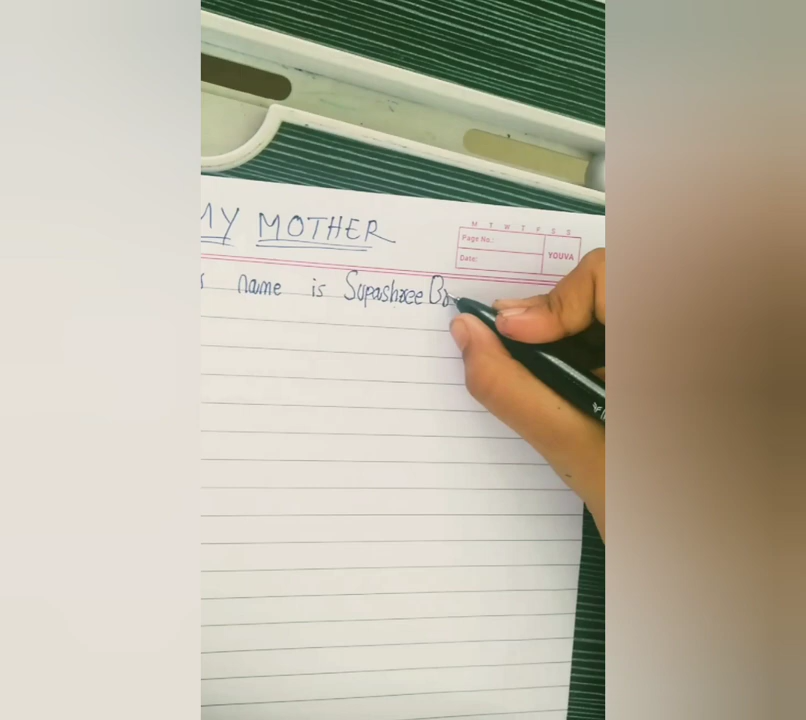 MY MOTHER
M T W T F S S
Page No.:
YOUVA
Date:
name is Supashree